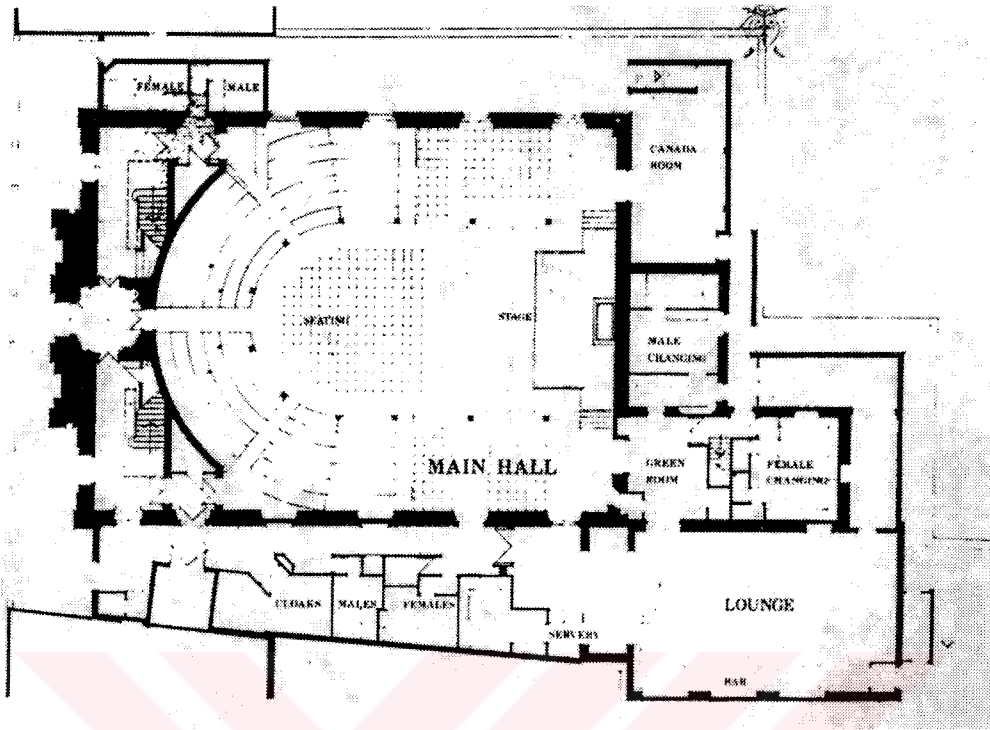 FEMALE
MALE
CANADA
ROOM
SEATING
STAGE
MALE
CHANGING
MAIN HALL
GREEN
ROOM
FEMALE
CHANGING
CLOAKS
MALES
FEMALES
SERVERY
LOUNGE
BAR